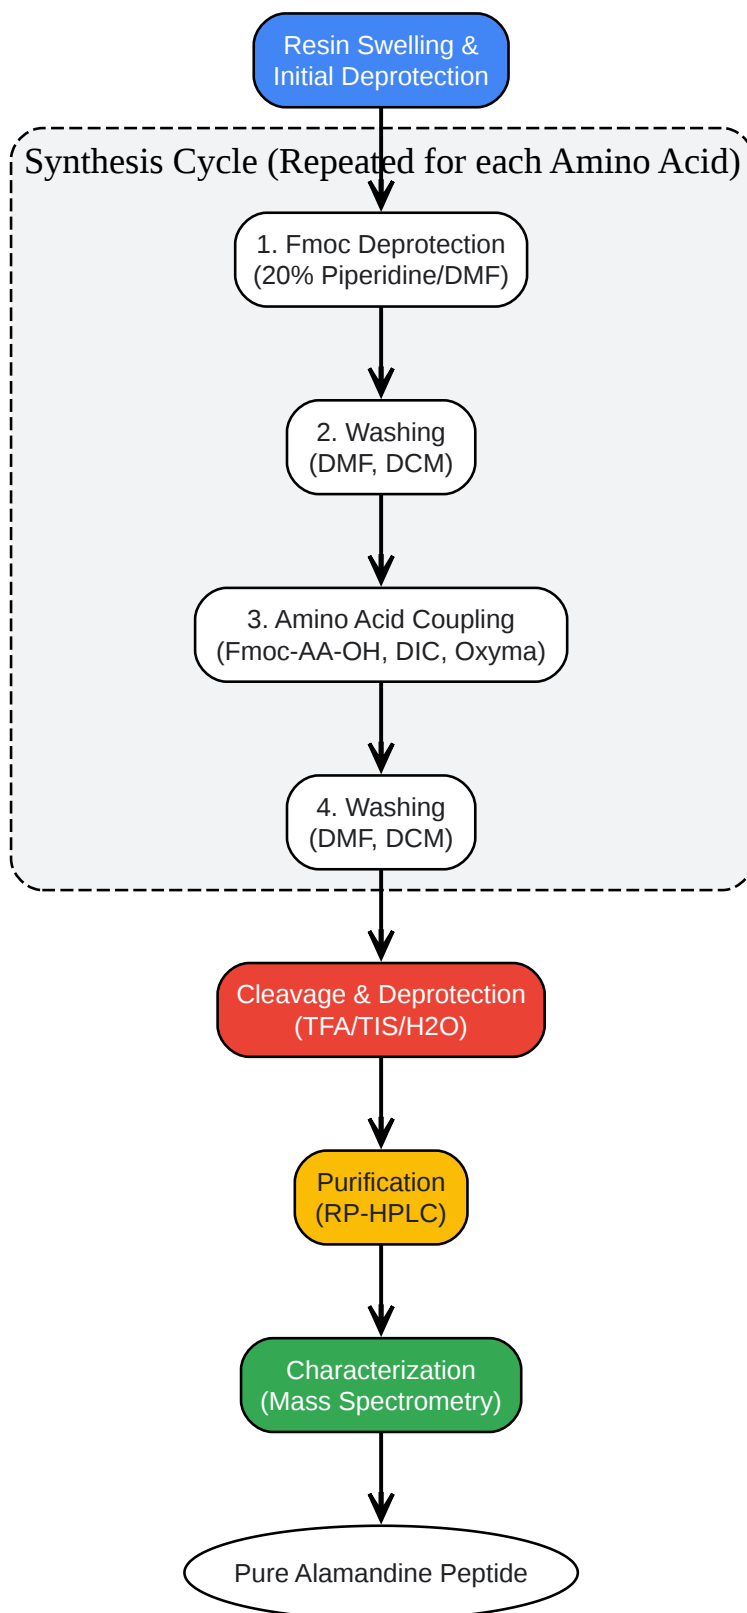 Resin Swelling &
Initial Deprotection
Synthesis Cycle (Repeated for each Amino Acid)
1. Fmoc Deprotection
(20% Piperidine/DMF)
2. Washing
(DMF, DCM)
3. Amino Acid Coupling
(Fmoc-AA-OH, DIC, Oxyma)
4. Washing
(DMF, DCM)
Cleavage & Deprotection
(TFA/TIS/H2O)
Purification
(RP-HPLC)
Characterization
(Mass Spectrometry)
Pure Alamandine Peptide